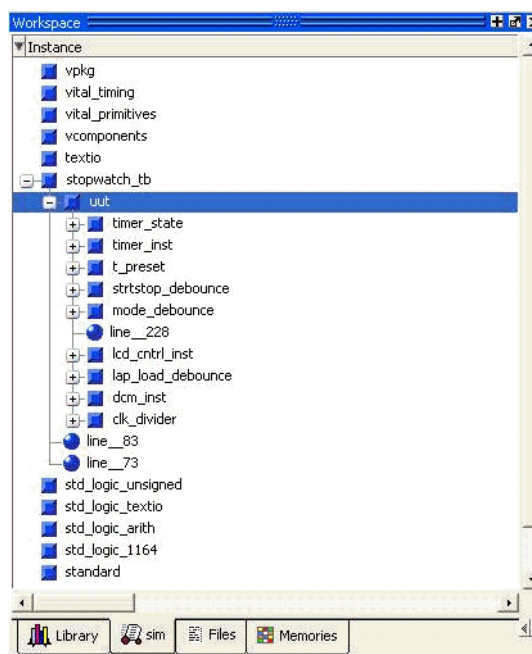 Workspace
Instance
vpkg
vital_timing
vital_primitives
vcomponents
textio
stopwatch_tb
uut
timer_state
timer_inst
t_preset
strtstop_debounce
mode_debounce
line__228
lcd_cntrl_inst
lap_load_debounce
dcm_inst
clk_divider
line__83
line__73
std_logic_unsigned
std_logic_textio
std_logic_arith
std_logic_1164
standard
Library sim Files Memories